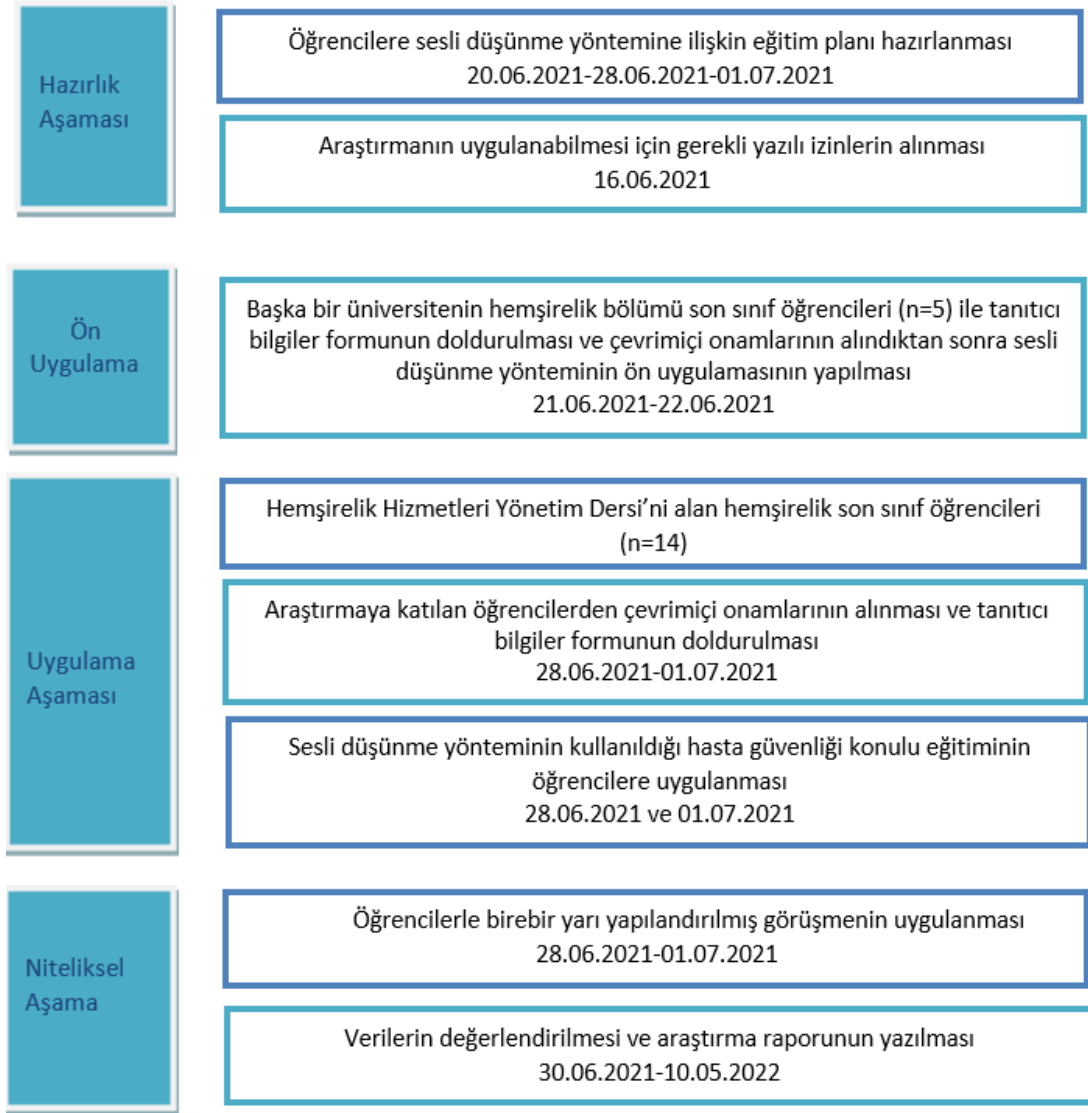 Hazırlık
Aşaması
Öğrencilere sesli düşünme yöntemine ilişkin eğitim planı hazırlanması
20.06.2021-28.06.2021-01.07.2021
Araştırmanın uygulanabilmesi için gerekli yazılı izinlerin alınması
16.06.2021
Ön
Uygulama
Başka bir üniversitenin hemşirelik bölümü son sınıf öğrencileri (n=5) ile tanıtıcı
bilgiler formunun doldurulması ve çevrimiçi onamlarının alındıktan sonra sesli
düşünme yönteminin ön uygulamasının yapılması
21.06.2021-22.06.2021
Uygulama
Aşaması
Hemşirelik Hizmetleri Yönetim Dersi’ni alan hemşirelik son sınıf öğrencileri
(n=14)
Araştırmaya katılan öğrencilerden çevrimiçi onamlarının alınması ve tanıtıcı
bilgiler formunun doldurulması
28.06.2021-01.07.2021
Sesli düşünme yönteminin kullanıldığı hasta güvenliği konulu eğitiminin
öğrencilere uygulanması
28.06.2021 ve 01.07.2021
Niteliksel
Aşama
Öğrencilerle birebir yarı yapılandırılmış görüşmenin uygulanması
28.06.2021-01.07.2021
Verilerin değerlendirilmesi ve araştırma raporunun yazılması
30.06.2021-10.05.2022